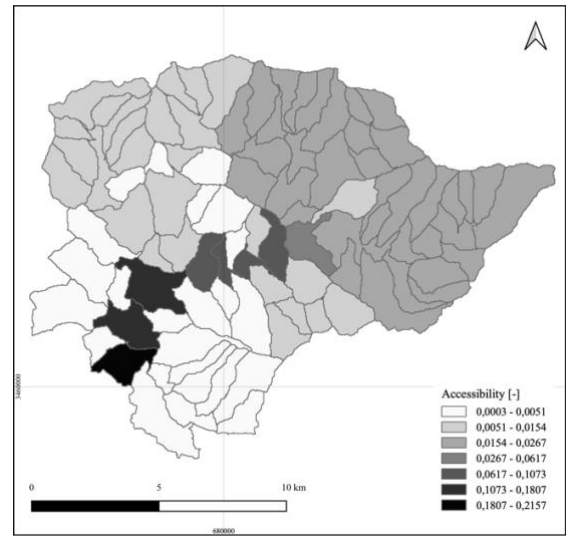 3460000
Accessibility [-]
0,0003 - 0,0051
0,0051 - 0,0154
0,0154 - 0,0267
0,0267 - 0,0617
0,0617 - 0,1073
0,1073 - 0,1807
0,1807 - 0,2157
0 5 10 km
680000